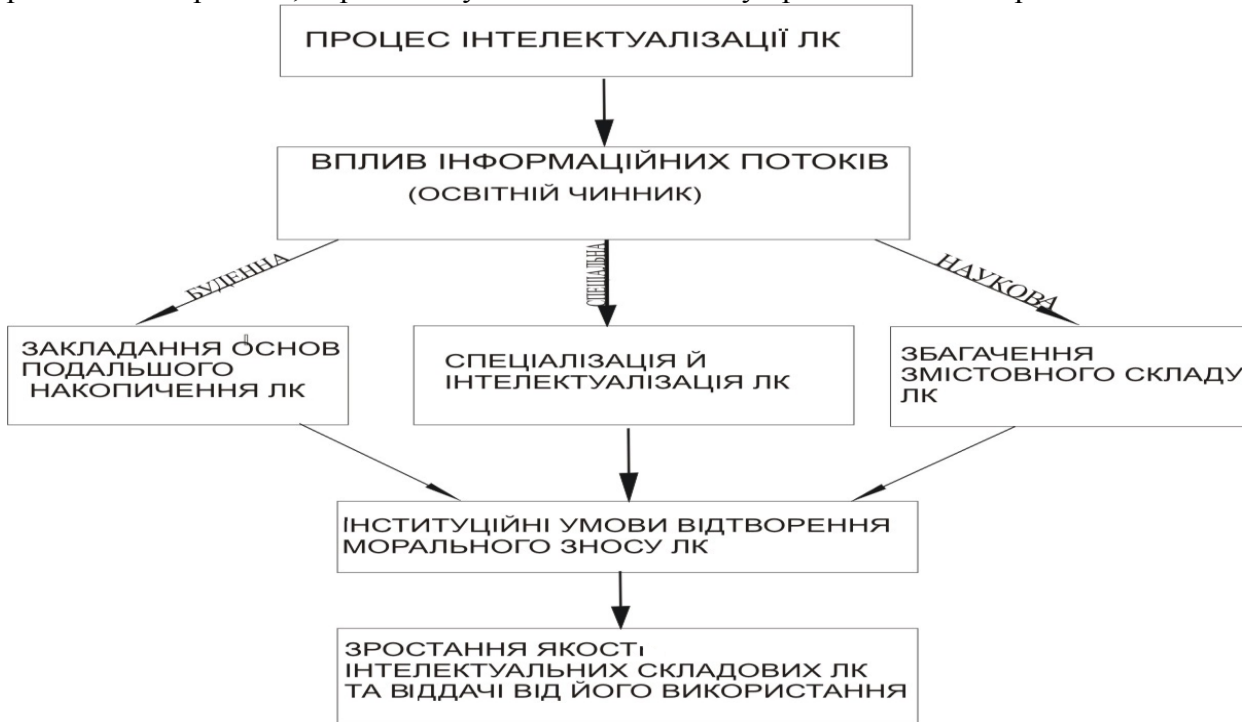 ПРОЦЕС ІНТЕЛЕКТУАЛІЗАЦІЇ ЛК
ВПЛИВ ІНФОРМАЦІЙНИХ ПОТОКІВ
(ОСВІТНІЙ ЧИННИК)
БУДЕННА
СПЕЦІАЛЬНА
НАУКОВА
ЗАКЛАДАННЯ ОСНОВ
ПОДАЛЬШОГО
НАКОПИЧЕННЯ ЛК
СПЕЦІАЛІЗАЦІЯ Й
ІНТЕЛЕКТУАЛІЗАЦІЯ ЛК
ЗБАГАЧЕННЯ
ЗМІСТОВНОГО СКЛАДУ
ЛК
ІНСТИТУЦІЙНІ УМОВИ ВІДТВОРЕННЯ
МОРАЛЬНОГО ЗНОСУ ЛК
ЗРОСТАННЯ ЯКОСТІ
ІНТЕЛЕКТУАЛЬНИХ СКЛАДОВИХ ЛК
ТА ВІДДАЧІ ВІД ЙОГО ВИКОРИСТАННЯ